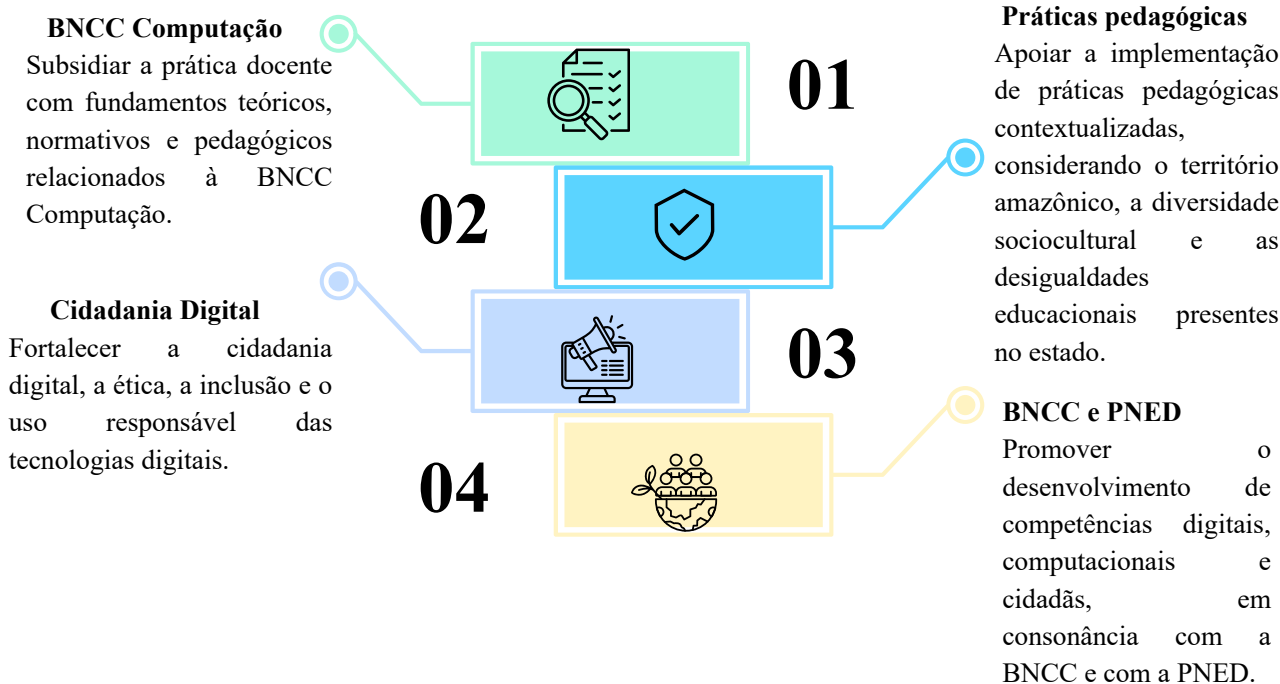 BNCC Computação
Subsidiar a prática docente
com fundamentos teóricos,
normativos e pedagógicos
relacionados à BNCC
Computação.
01
Práticas pedagógicas
Apoiar a implementação
de práticas pedagógicas
contextualizadas,
considerando o território
amazônico, a diversidade
sociocultural e as
desigualdades
educacionais presentes
no estado.
02
Cidadania Digital
Fortalecer a cidadania
digital, a ética, a inclusão e o
uso responsável das
tecnologias digitais.
03
BNCC e PNED
Promover o
desenvolvimento de
competências digitais,
computacionais e
cidadãs, em
consonância com a
BNCC e com a PNED.
04